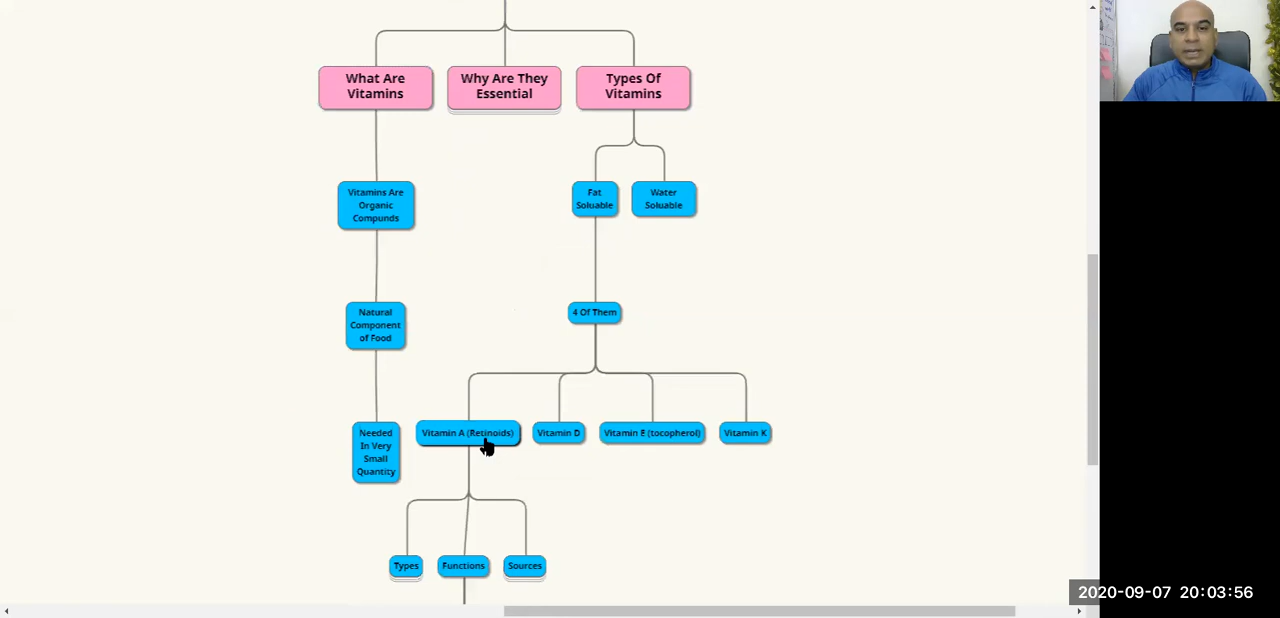 What Are
Vitamins
Why Are They
Essential
Types Of
Vitamins
Vitamins Are
Organic
Compunds
Fat
Soluable
Water
Soluable
Natural
Component
of Food
4 Of Them
Needed
In Very
Small
Quantity
Vitamin A (Retinoids)
Vitamin D
Vitamin E (tocopherol)
Vitamin K
Types
Functions
Sources
2020-09-07 20:03:56